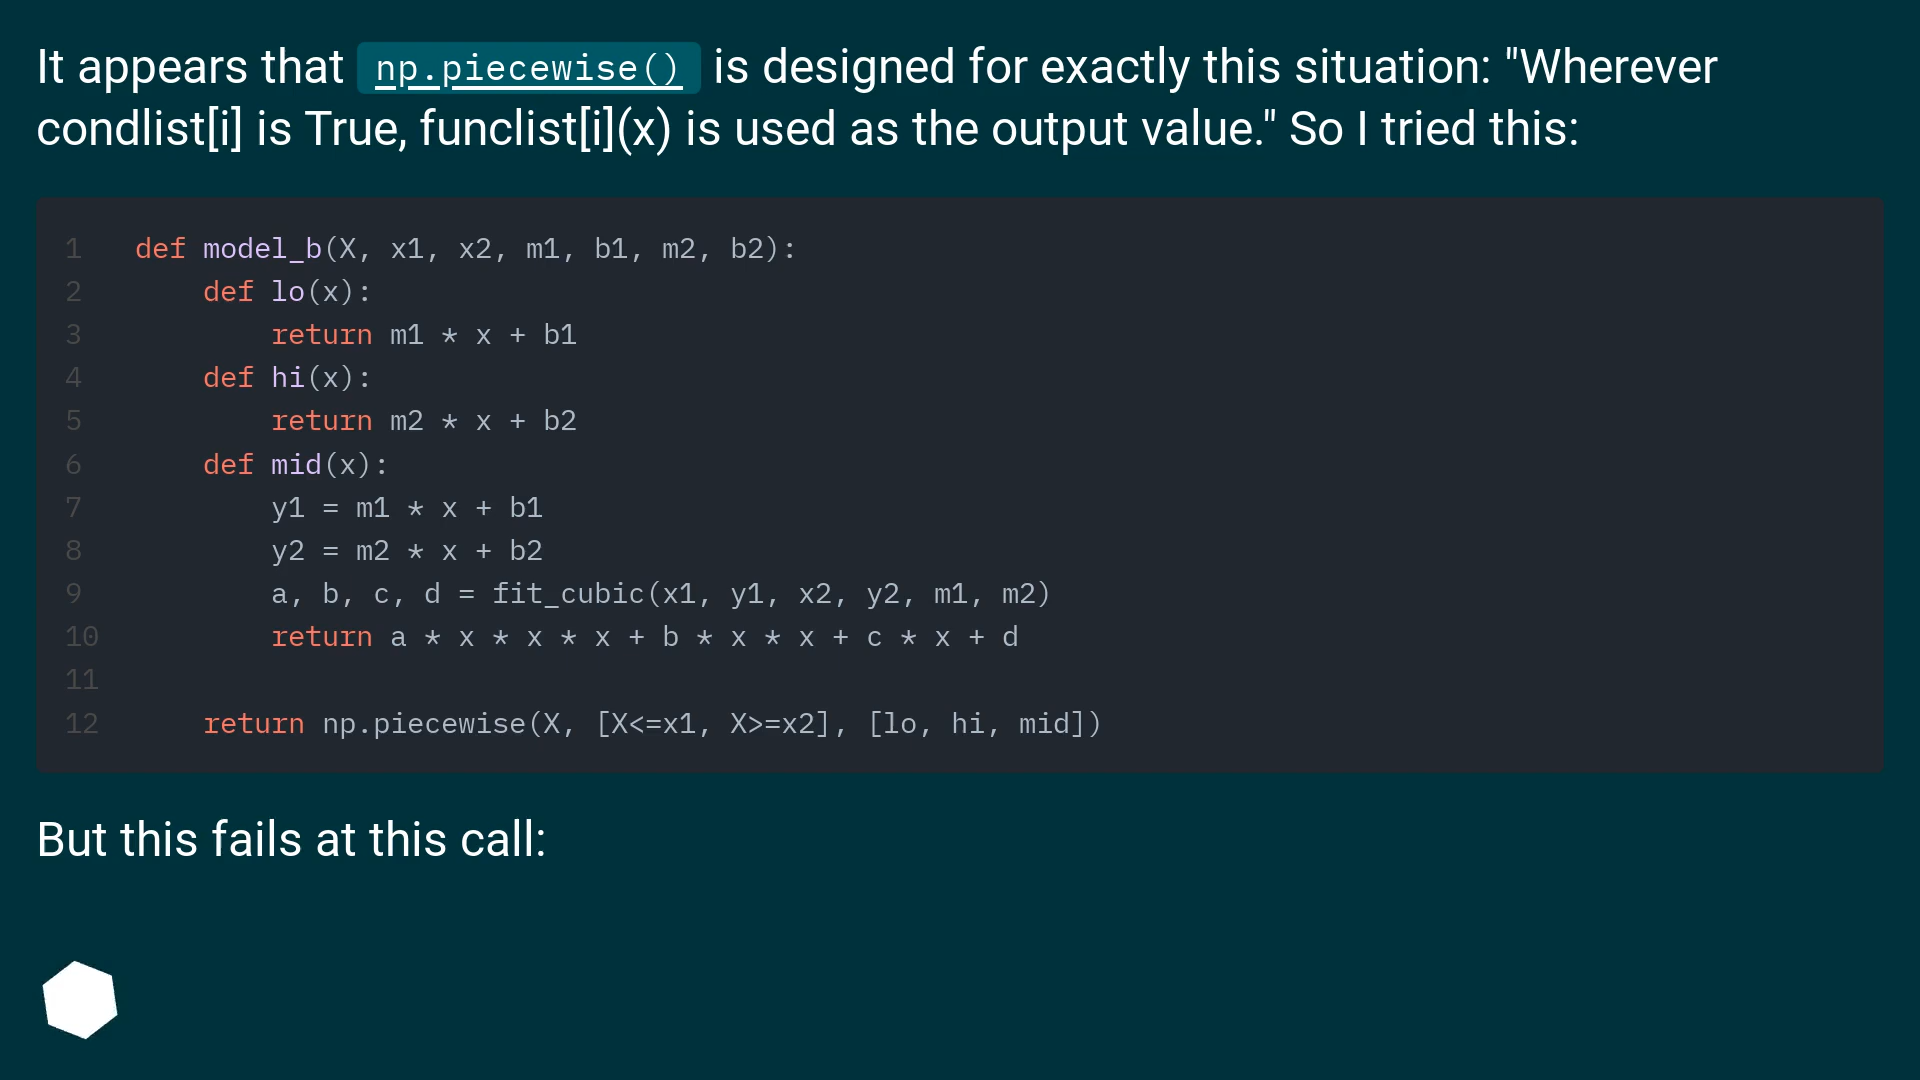 It appears that np.piecewise() is designed for exactly this situation: "Wherever
condlist[i] is True, funclist[i](x) is used as the output value." So I tried this:
1 def model_b(X, x1, x2, m1, b1, m2, b2):
2     def lo(x):
3         return m1 * x + b1
4     def hi(x):
5         return m2 * x + b2
6     def mid(x):
7         y1 = m1 * x + b1
8         y2 = m2 * x + b2
9         a, b, c, d = fit_cubic(x1, y1, x2, y2, m1, m2)
10         return a * x * x * x + b * x * x + c * x + d
11
12     return np.piecewise(X, [X<=x1, X>=x2], [lo, hi, mid])
But this fails at this call: